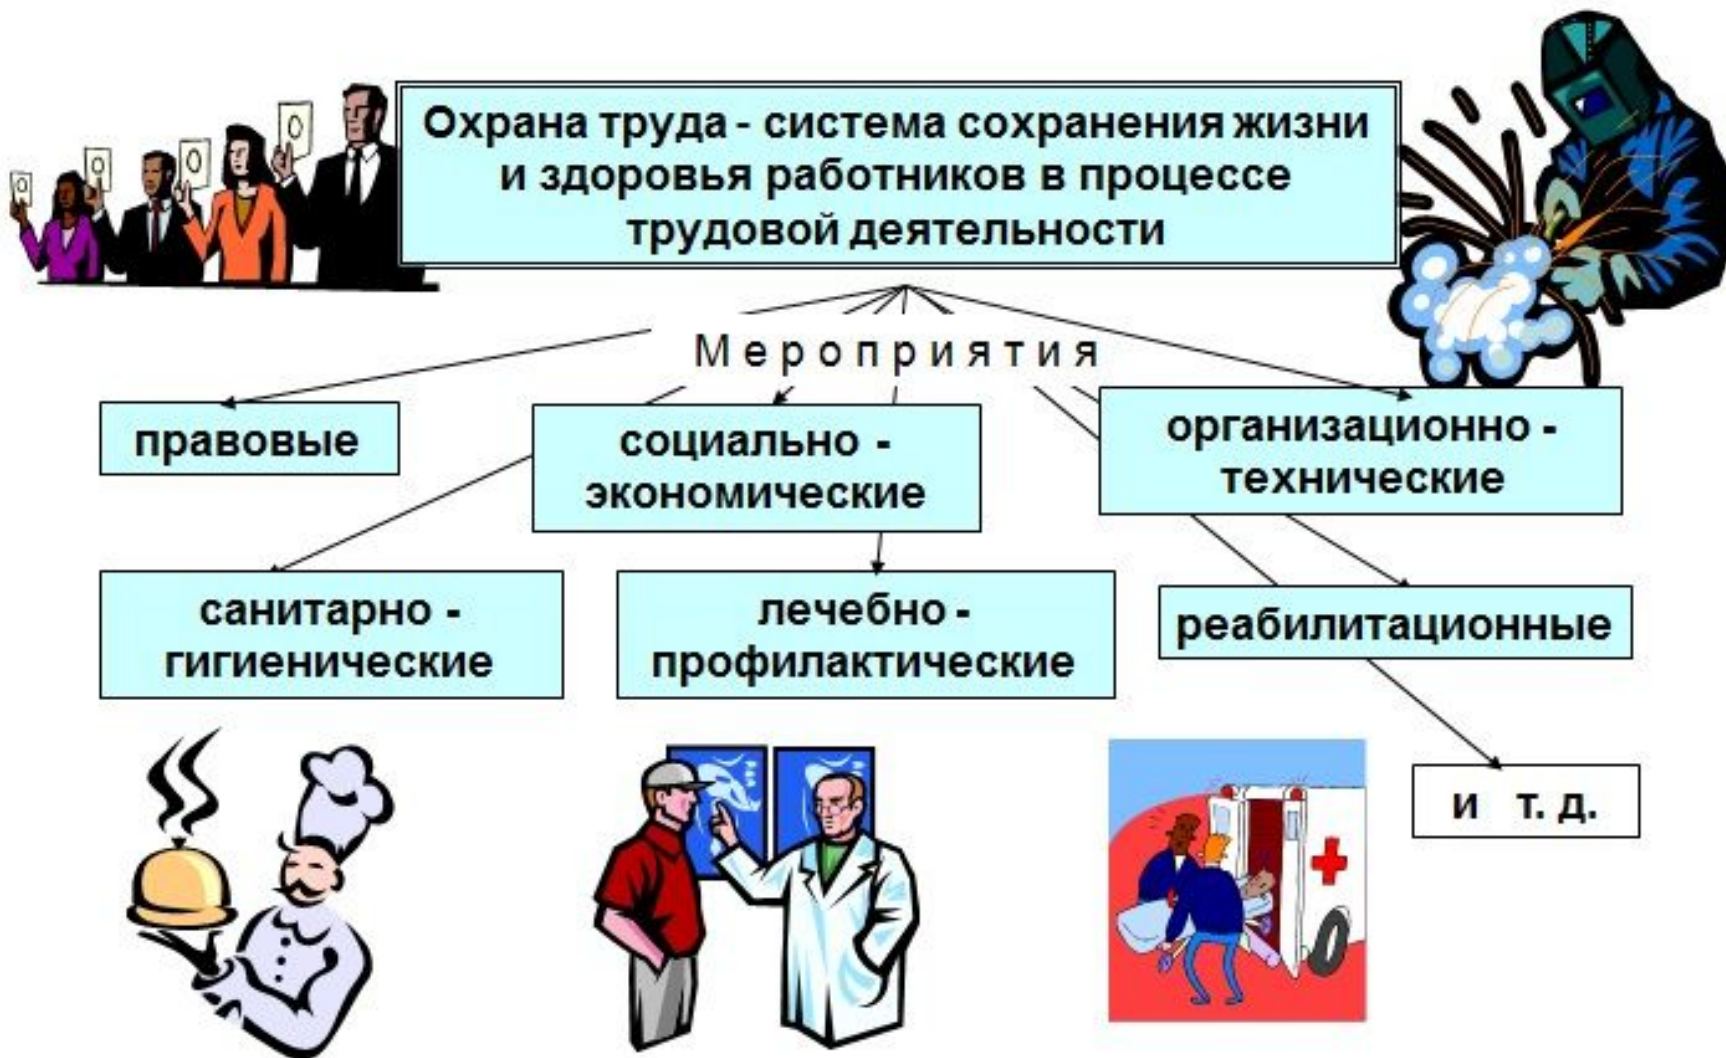 Охрана труда - система сохранения жизни
и здоровья работников в процессе
трудовой деятельности
Мероприятия
правовые
социально -
экономические
организационно -
технические
санитарно -
гигиенические
лечебно -
профилактические
реабилитационные
и т. д.